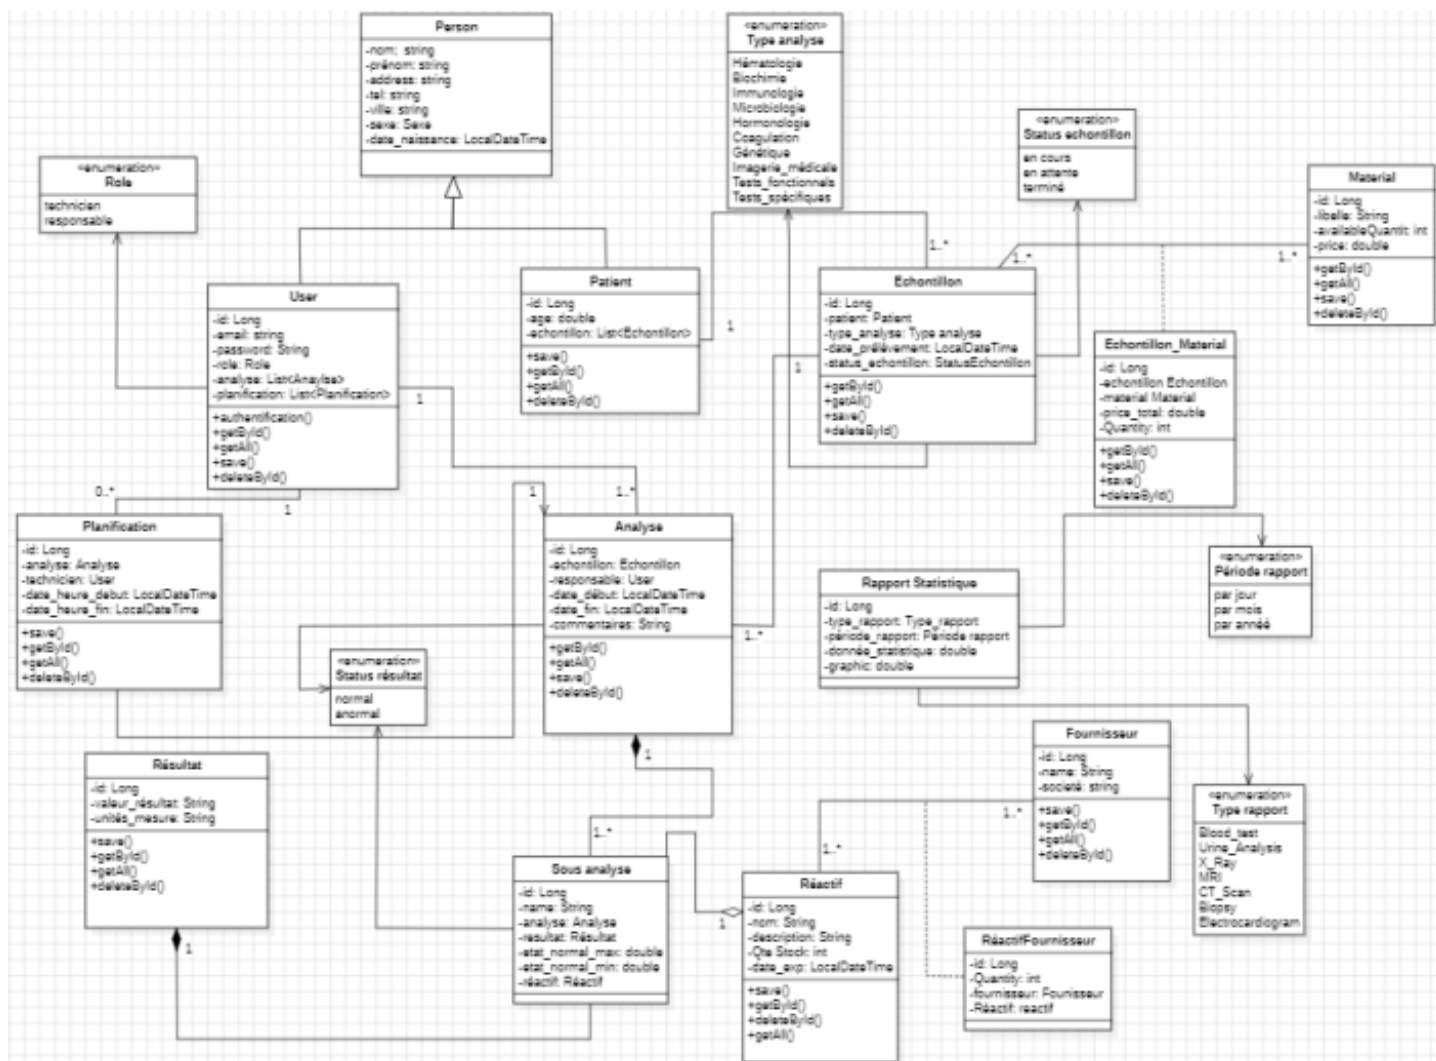 Person
-nom;  string
-prénom: string
-address: string
-tel: string
-ville: string
-sexe: Sexe
-date_naissance: LocalDateTime
«enumeration»
Type analyse
Hématologie
Biochimie
Immunologie
Microbiologie
Hormonologie
Coagulation
Génétique
Imagerie_médicale
Tests_fonctionnels
Tests_spécifiques
«enumeration»
Status echontillon
en cours
en attente
terminé
«enumeration»
Role
technicien
responsable
Material
-id: Long
-libelle: String
-availableQuantit: int
-price: double
+getById()
+getAll()
+save()
+deleteById()
1..*
1..*
1..*
User
-id: Long
-email: string
-password: String
-role: Role
-analyse: List<Anaylse>
-planification: List<Planification>
+authentification()
+getById()
+getAll()
+save()
+deleteById()
Patient
-id: Long
-age: double
-echontillon: List<Echontillon>
+save()
+getById()
+getAll()
+deleteById()
1
Echontillon
-id: Long
-patient: Patient
-type_analyse: Type analyse
-date_prélèvement: LocalDateTime
-status_echontillon: StatusEchontillon
+getById()
+getAll()
+save()
+deleteById()
1
1
Echontillon_Material
-id: Long
-echontillon Echontillon
-material Material
-price_total: double
-Quantity: int
+getById()
+getAll()
+save()
+deleteById()
0..*
1
1
1..*
Planification
-id: Long
-analyse: Analyse
-technicien: User
-date_heure_debut: LocalDateTime
-date_heure_fin: LocalDateTime
+save()
+getById()
+getAll()
+deleteById()
Analyse
-id: Long
-echontillon: Echontillon
-responsable: User
-date_début: LocalDateTime
-date_fin: LocalDateTime
-commentaires: String
+getById()
+getAll()
+save()
+deleteById()
1..*
Rapport Statistique
-id: Long
-type_rapport: Type_rapport
-période_rapport: Période rapport
-donnée_statistique: double
-graphic: double
«enumeration»
Période rapport
par jour
par mois
par annéé
«enumeration»
Status résultat
normal
anormal
1
Résultat
-id: Long
-valeur_résultat: String
-unités_mesure: String
+save()
+getById()
+getAll()
+deleteById()
1
Fournisseur
-id: Long
-name: String
-societé: string
+save()
+getById()
+getAll()
+deleteById()
1..*
«enumeration»
Type rapport
Blood_test
Urine_Analysis
X_Ray
MRI
CT_Scan
Biopsy
Electrocardiogram
1..*
1..*
Sous analyse
-id: Long
-name: String
-analyse: Analyse
-resultat: Résultat
-etat_normal_max: double
-etat_normal_min: double
-réactif: Réactif
1
Réactif
-id: Long
-nom: String
-description: String
-Qte Stock: int
-date_exp: LocalDateTime
+save()
+getById()
+deleteById()
+getAll()
RéactifFournisseur
-id: Long
-Quantity: int
-fournisseur: Founisseur
-Réactif: reactif